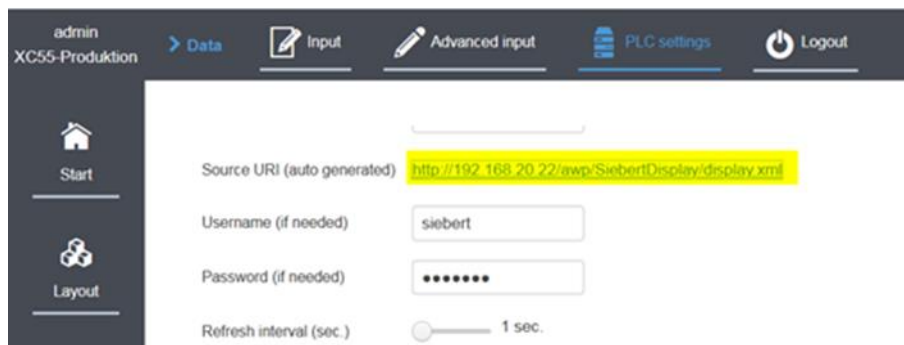 admin
XC55-Produktion
Data
Input
Advanced input
PLC settings
Logout
Start
Layout
Source URI (auto generated) http://192.168.20.22/awp/SiebertDisplay/display.xml
Username (if needed) siebert
Password (if needed) •••••••
Refresh interval (sec.) 1 sec.